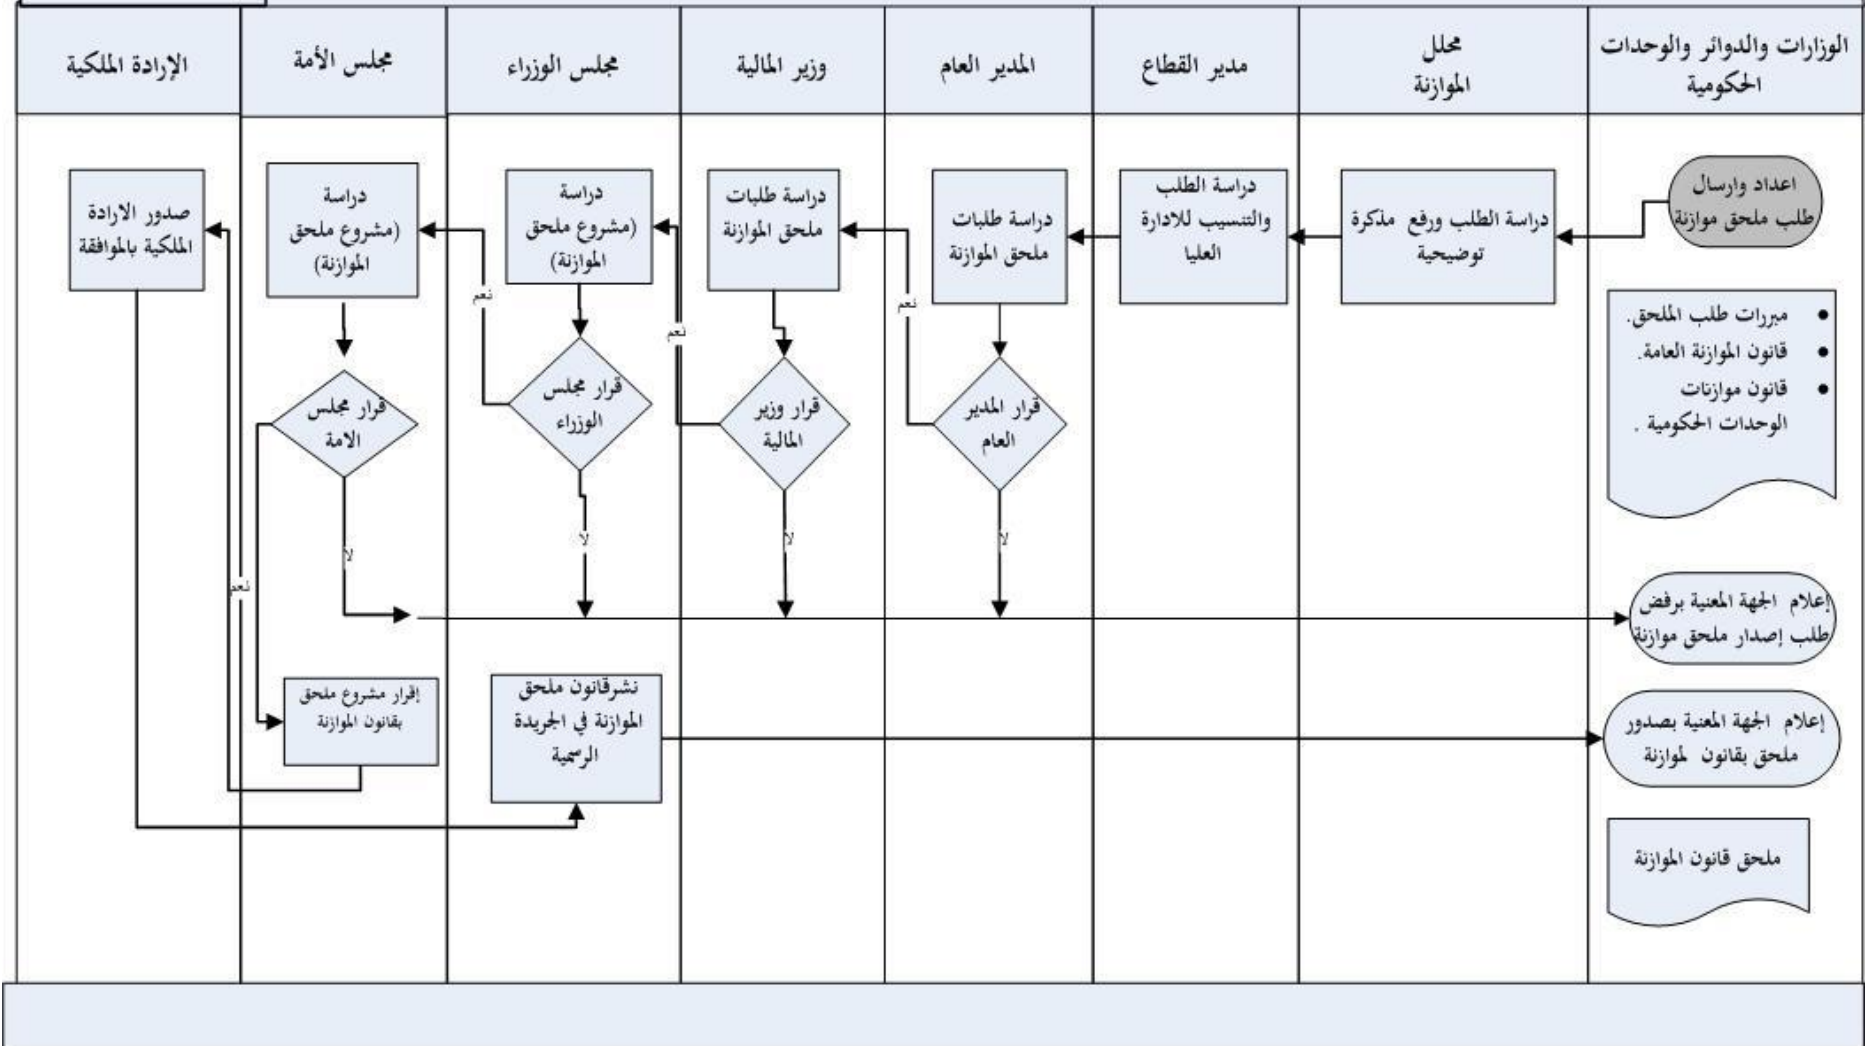 الوزارات والدوائر والوحدات
الحكومية
محلل
الموازنة
مدير القطاع
المدير العام
وزير المالية
مجلس الوزراء
مجلس الأمة
الإرادة الملكية
اعداد وارسال
طلب ملحق موازنة
دراسة الطلب ورفع مذكرة
توضيحية
دراسة الطلب
والتنسيب للادارة
العليا
دراسة طلبات
ملحق الموازنة
دراسة طلبات
ملحق الموازنة
دراسة
(مشروع ملحق
الموازنة)
دراسة
(مشروع ملحق
الموازنة)
صدور الارادة
الملكية بالموافقة
نعم
نعم
نعم
• مبررات طلب الملحق.
• قانون الموازنة العامة.
• قانون موازنات
الوحدات الحكومية .
قرار المدير
العام
قرار وزير
المالية
قرار مجلس
الوزراء
قرار مجلس
الامة
لا
لا
لا
لا
نعم
إعلام الجهة المعنية برفض
طلب إصدار ملحق موازنة
إعلام الجهة المعنية بصدور
ملحق بقانون لموازنة
نشرقانون ملحق
الموازنة في الجريدة
الرسمية
إقرار مشروع ملحق
بقانون الموازنة
ملحق قانون الموازنة